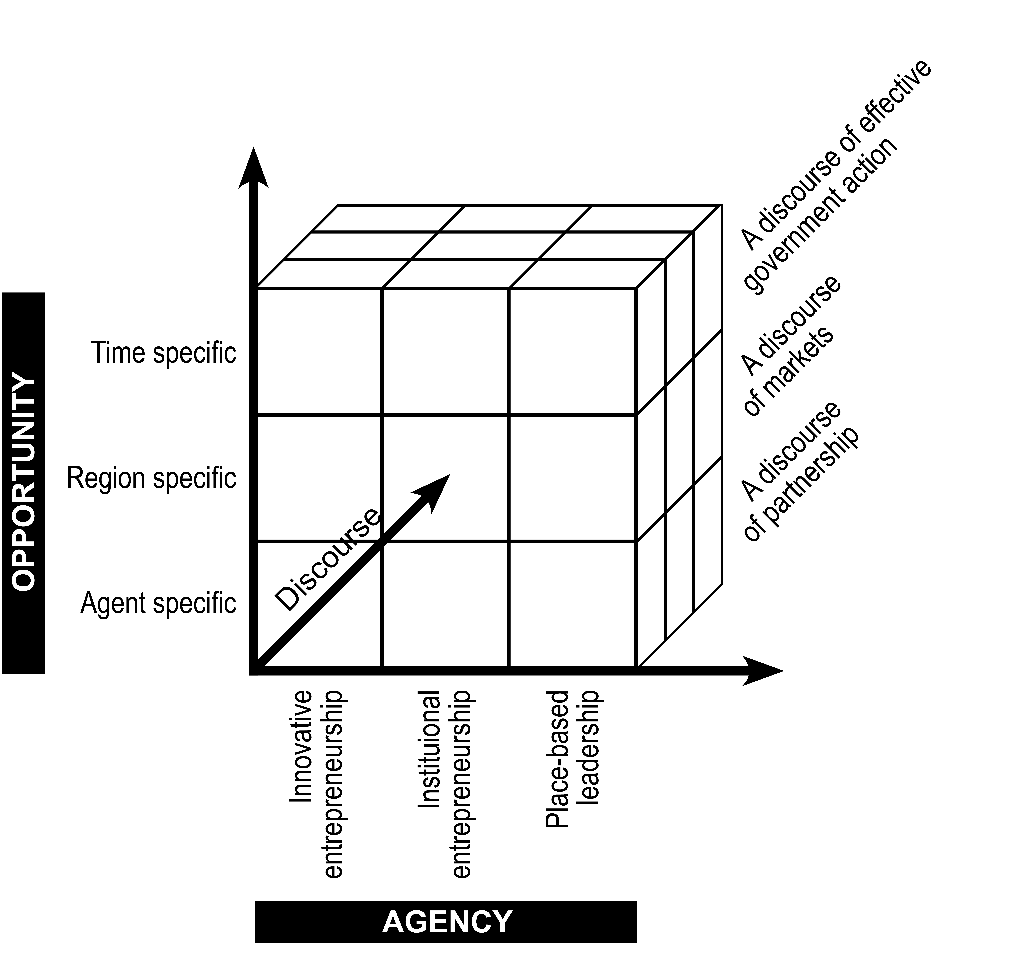 A discourse of effective
government action
A discourse
of markets
A discourse
of partnership
OPPORTUNITY
Time specific
Region specific
Agent specific
Discourse
Innovative
entrepreneurship
Instituional
entrepreneurship
Place-based
leadership
AGENCY